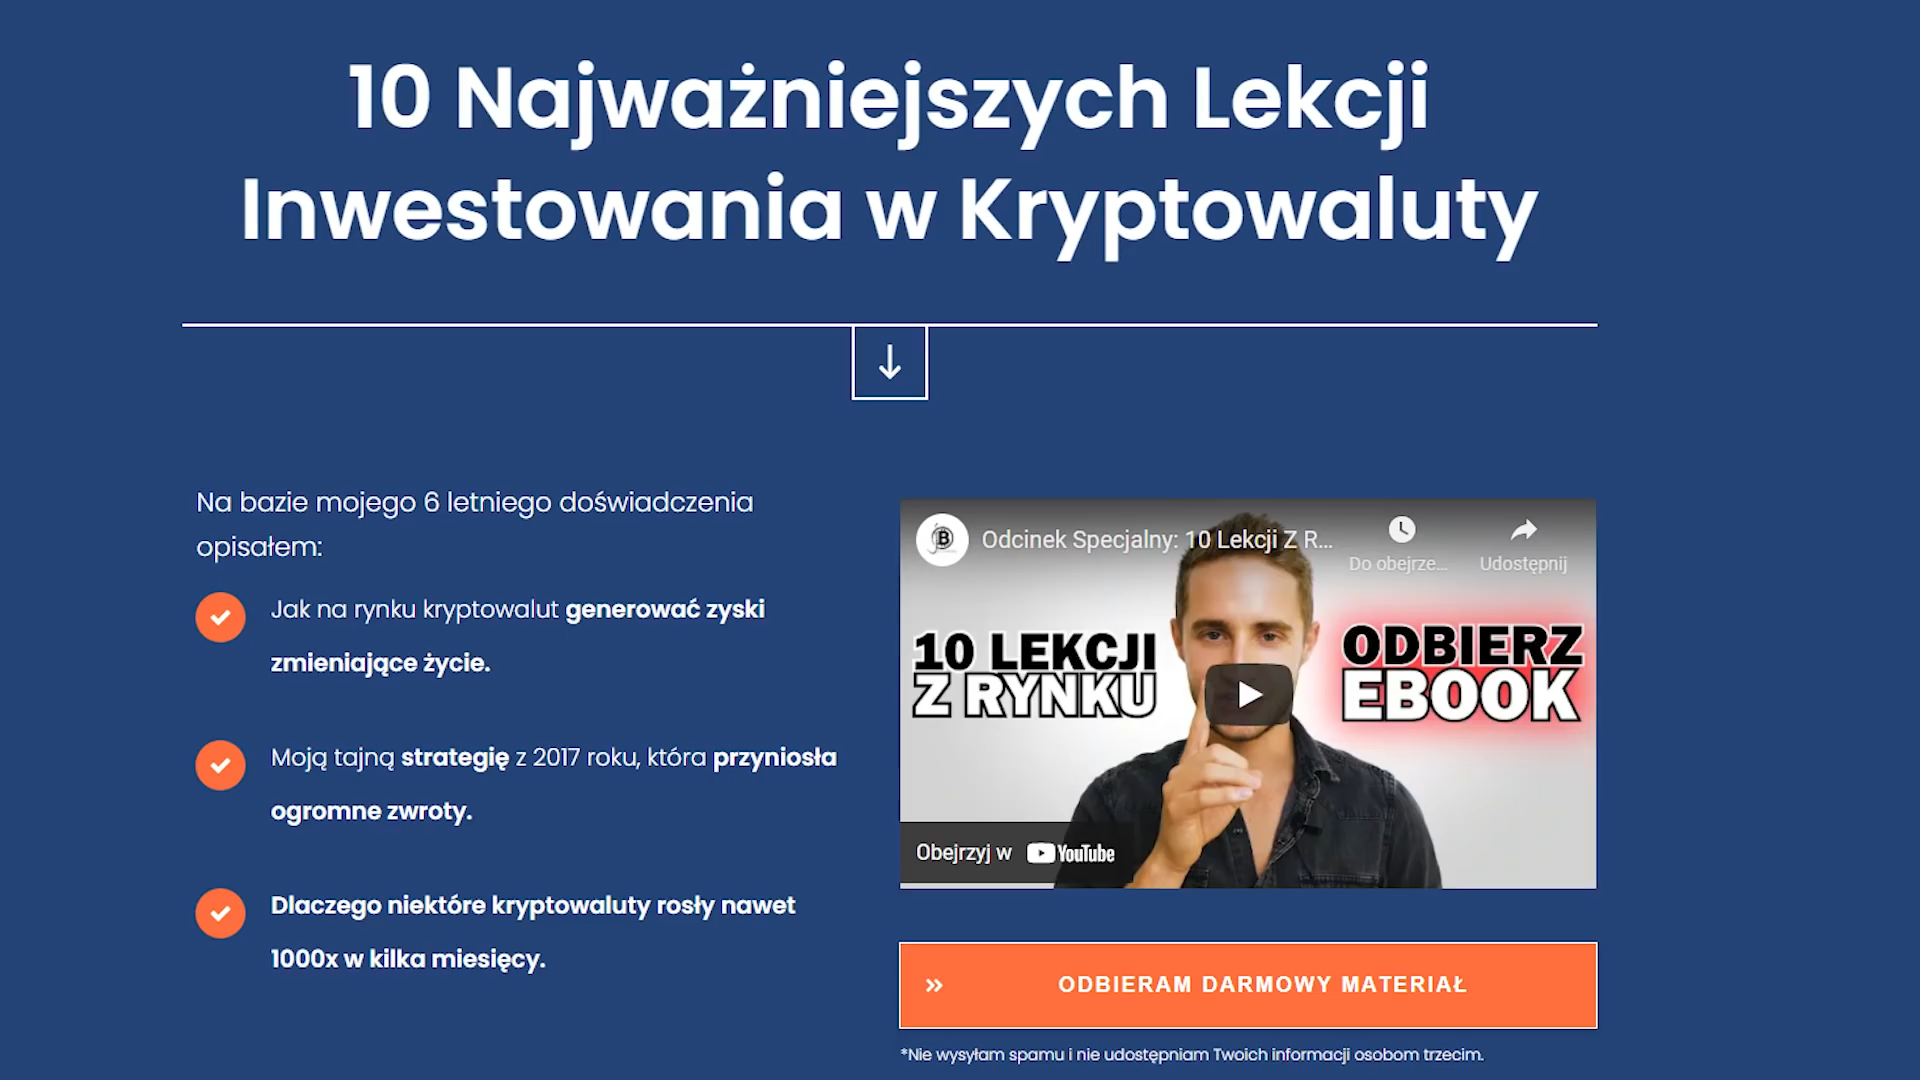 10 Najważniejszych Lekcji
Inwestowania w Kryptowaluty
Na bazie mojego 6 letniego doświadczenia
opisałem:
Jak na rynku kryptowalut generować zyski
zmieniające życie.
Moją tajną strategię z 2017 roku, która przyniosła
ogromne zwroty.
Dlaczego niektóre kryptowaluty rosły nawet
1000x w kilka miesięcy.
Odcinek Specjalny: 10 Lekcji Z R...
Do obejrze...
Udostępnij
10 LEKCJI
Z RYNKU
ODBIERZ
EBOOK
Obejrzyj w YouTube
» ODBIERAM DARMOWY MATERIAŁ
*Nie wysyłam spamu i nie udostępniam Twoich informacji osobom trzecim.